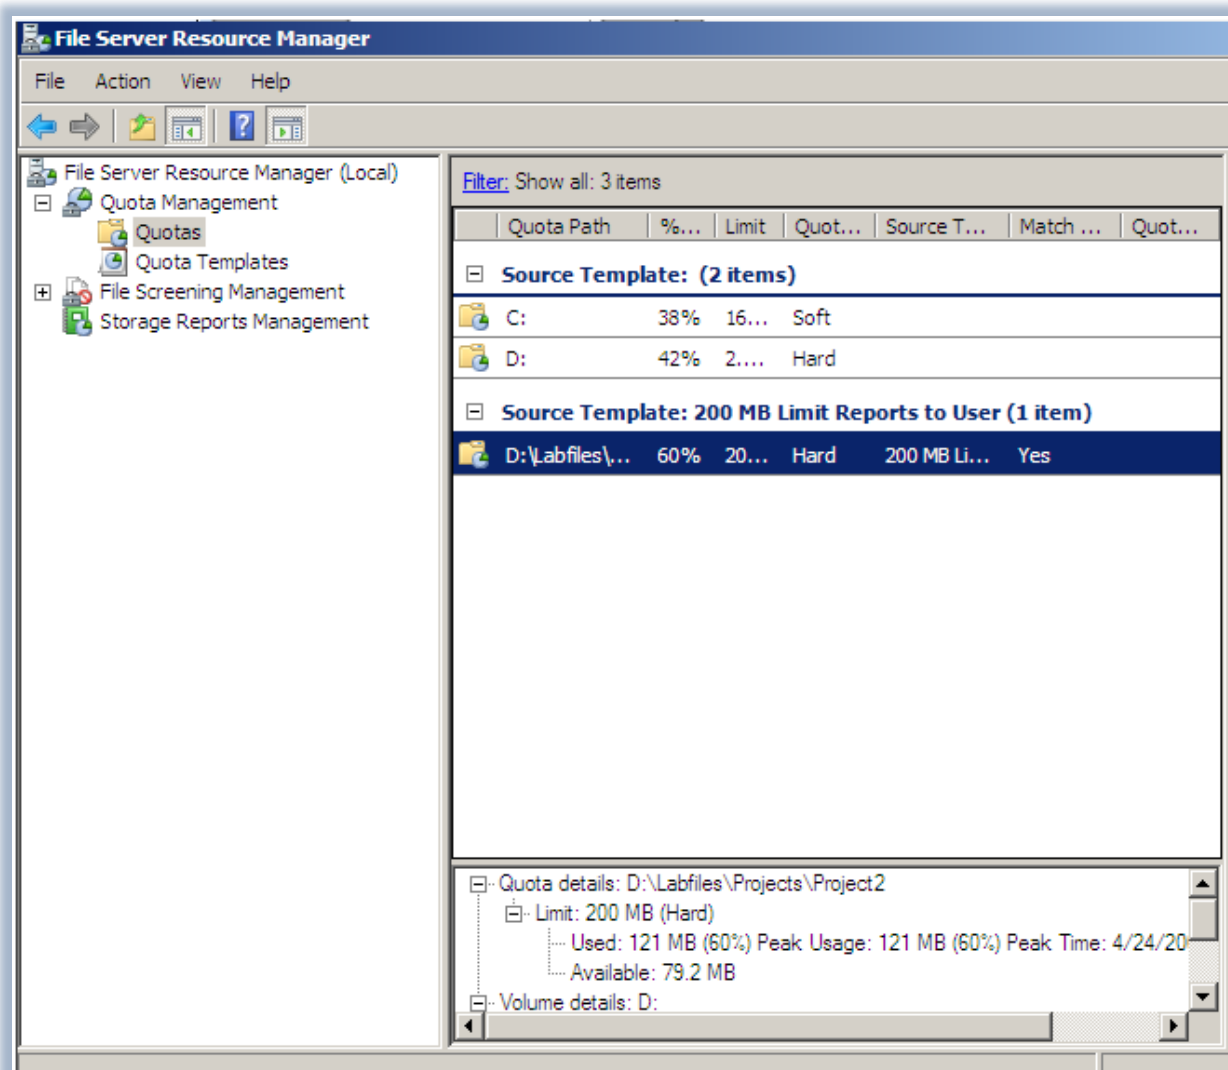 File Server Resource Manager
File Action View Help
File Server Resource Manager (Local)
Quota Management
Quotas
Quota Templates
File Screening Management
Storage Reports Management
Filter: Show all: 3 items
Quota Path %... Limit Quot... Source T... Match ... Quot...
Source Template: (2 items)
C: 38% 16... Soft
D: 42% 2.... Hard
Source Template: 200 MB Limit Reports to User (1 item)
D:\Labfiles\... 60% 20... Hard 200 MB Li... Yes
Quota details: D:\Labfiles\Projects\Project2
Limit: 200 MB (Hard)
Used: 121 MB (60%) Peak Usage: 121 MB (60%) Peak Time: 4/24/20
Available: 79.2 MB
Volume details: D: